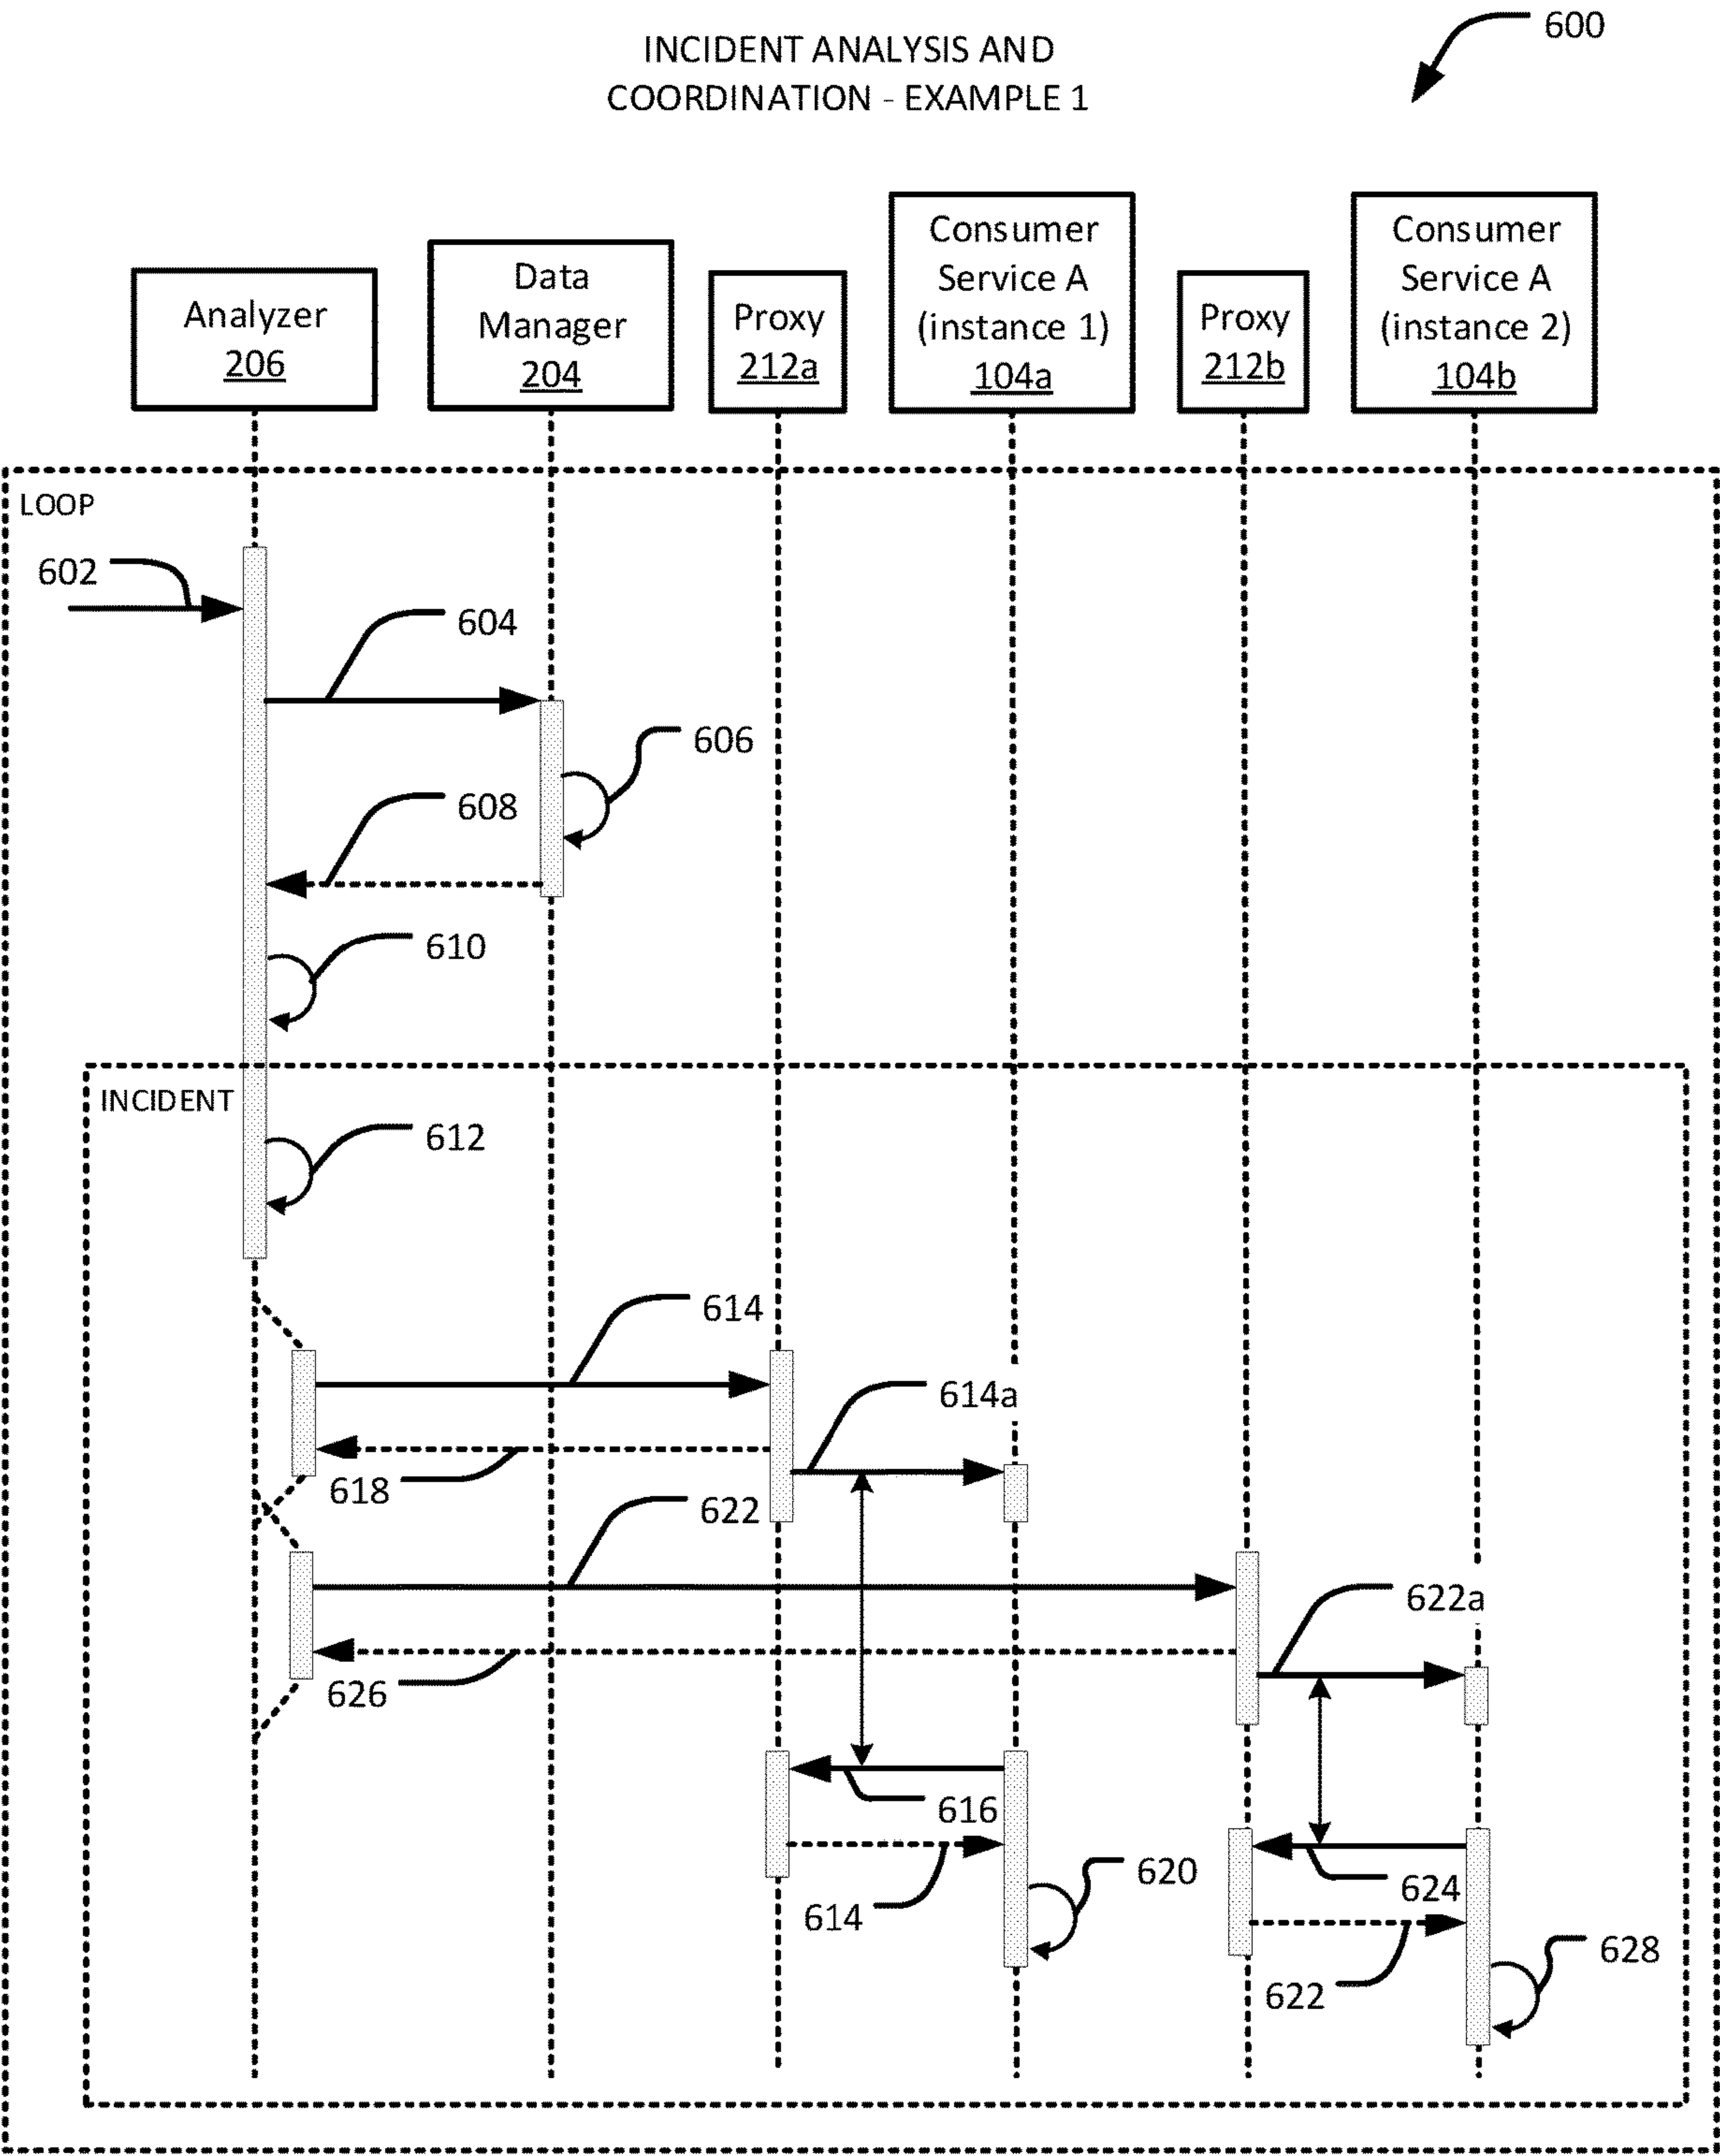 600
INCIDENT ANALYSIS AND
COORDINATION - EXAMPLE 1
Analyzer
206
Data
Manager
204
Proxy
212a
Consumer
Service A
(instance 1)
104a
Proxy
212b
Consumer
Service A
(instance 2)
104b
LOOP
602
604
606
608
610
INCIDENT
612
614
614a
618
622
622a
626
616
614
620
624
622
628